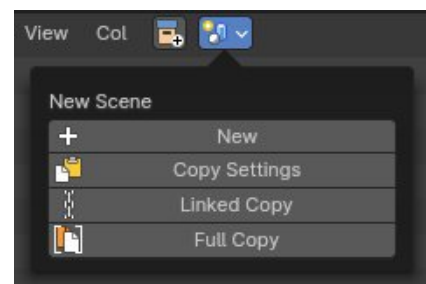 View Col
New Scene
New
Copy Settings
Linked Copy
Full Copy